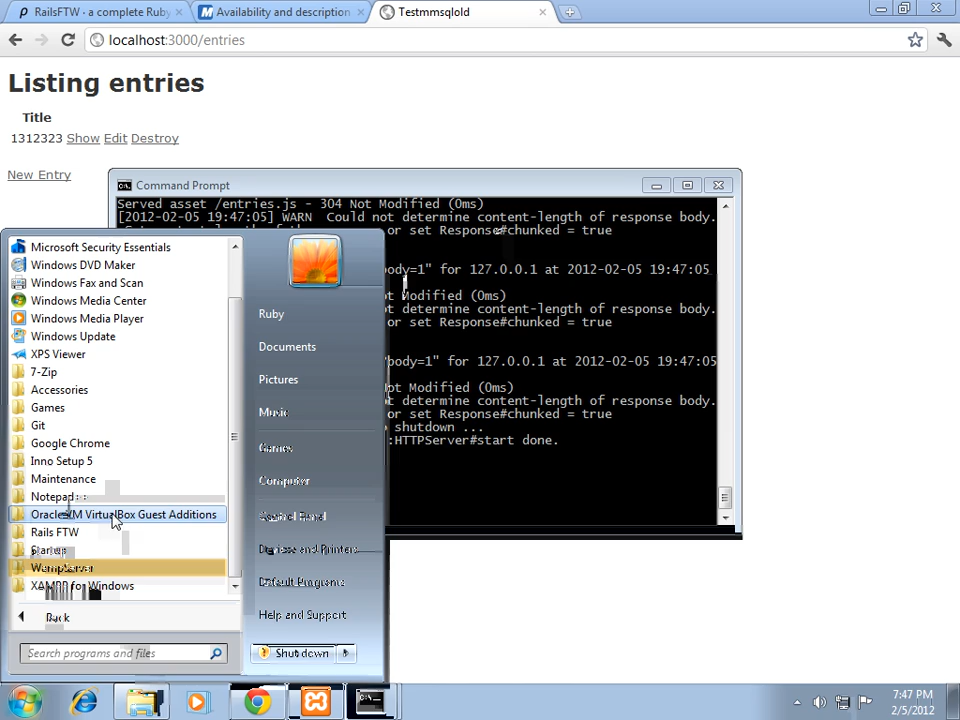 RailsFTW - a complete Ruby
Availability and description
Testmmsqlold
localhost:3000/entries
Listing entries
Title
1312323 Show Edit Destroy
New Entry
Command Prompt
Served asset /entries.js - 304 Not Modified (0ms)
[2012-02-05 19:47:05] WARN Could not determine content-length of response body.
or set Response#chunked = true
body=1" for 127.0.0.1 at 2012-02-05 19:47:05
ot Modified (0ms)
ot determine content-length of response body.
or set Response#chunked = true
body=1" for 127.0.0.1 at 2012-02-05 19:47:05
Not Modified (0ms)
ot determine content-length of response body.
or set Response#chunked = true
o shutdown ...
:HTTPServer#start done.
Microsoft Security Essentials
Windows DVD Maker
Windows Fax and Scan
Windows Media Center
Windows Media Player
Windows Update
XPS Viewer
7-Zip
Accessories
Games
Git
Google Chrome
Inno Setup 5
Maintenance
Notepad++
Oracle VM VirtualBox Guest Additions
Rails FTW
Startup
WampServer
XAMPP for Windows
Back
Search programs and files
Ruby
Documents
Pictures
Music
Games
Computer
Control Panel
Devices and Printers
Default Programs
Help and Support
Shut down
7:47 PM
2/5/2012